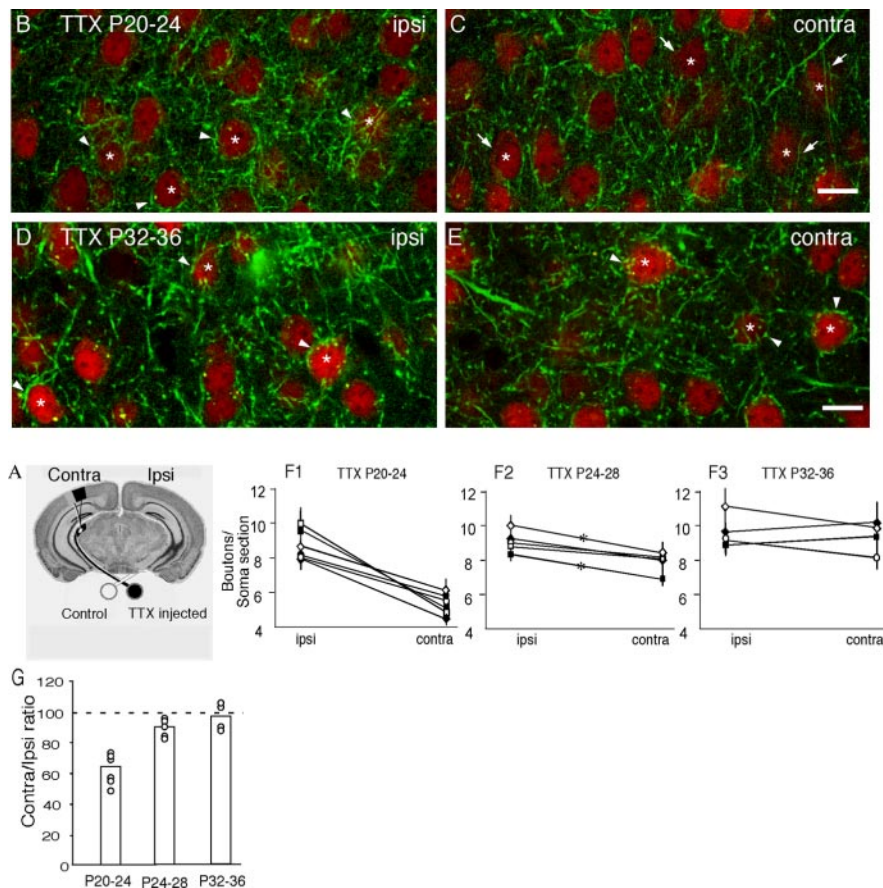 B TTX P20-24 ipsi
C contra
D TTX P32-36 ipsi
E contra
A Contra Ipsi
Control TTX injected
F1 TTX P20-24
Boutons/
Soma section
12
10
8
6
4
ipsi contra
F2 TTX P24-28
12
10
8
6
4
*
*
ipsi contra
F3 TTX P32-36
12
10
8
6
4
ipsi contra
G
Contra/Ipsi ratio
120
100
80
60
40
20
0
P20-24 P24-28 P32-36